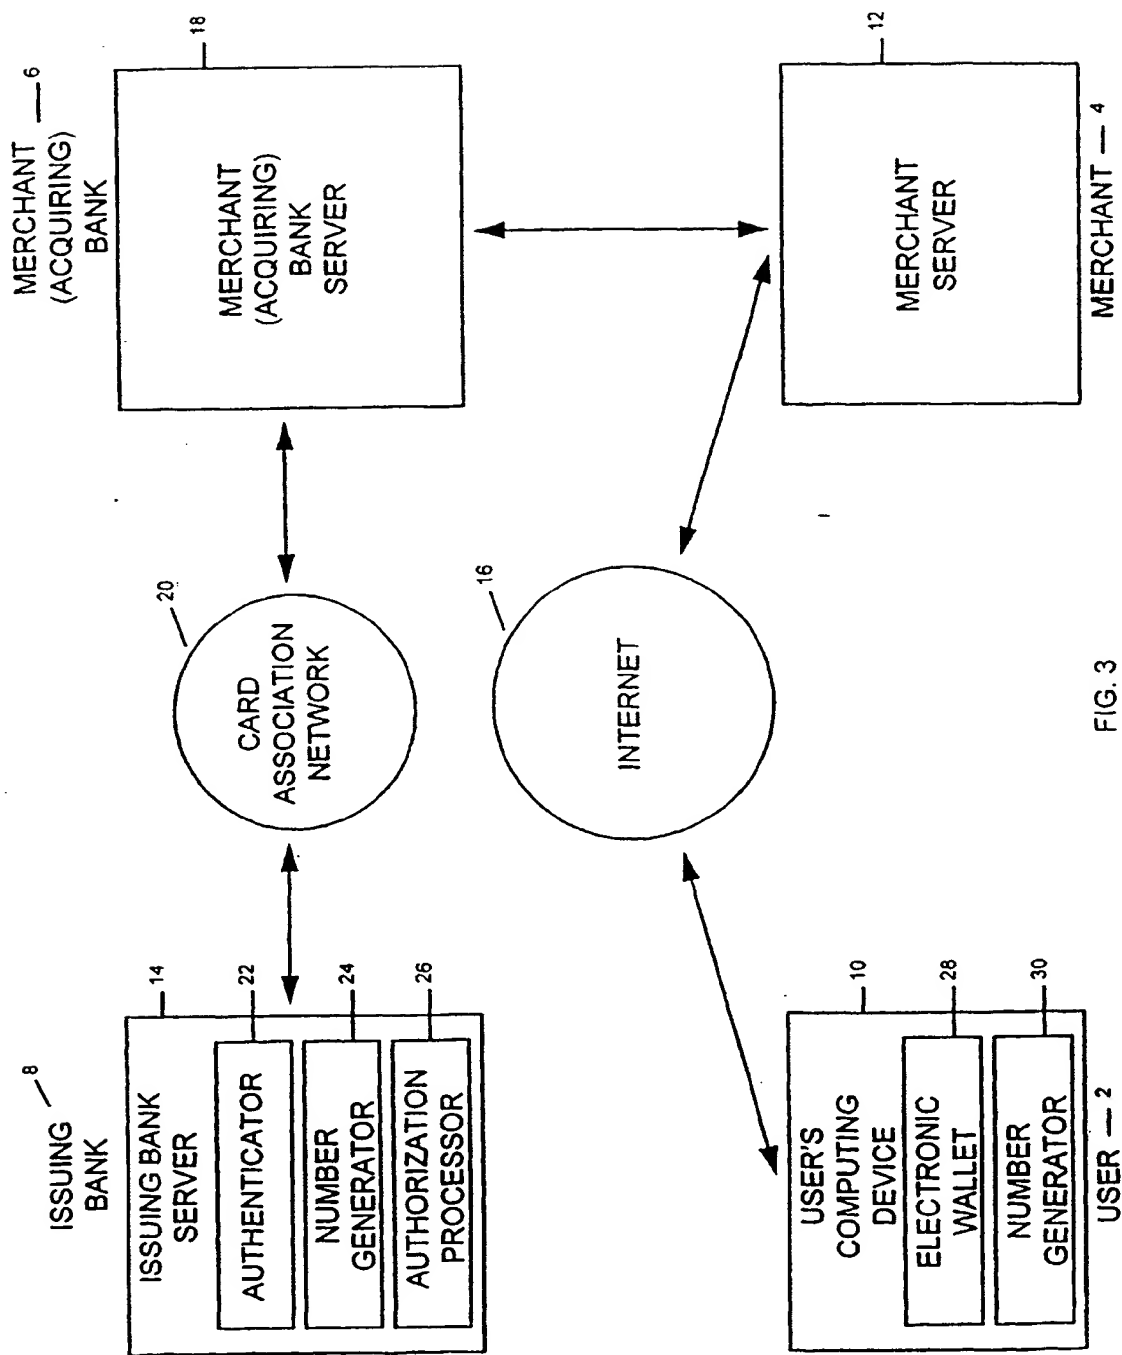 ISSUING
BANK
8
ISSUING BANK
SERVER
14
AUTHENTICATOR
22
NUMBER
GENERATOR
24
AUTHORIZATION
PROCESSOR
26
CARD
ASSOCIATION
NETWORK
20
MERCHANT
(ACQUIRING)
BANK
6
MERCHANT
(ACQUIRING)
BANK
SERVER
18
USER'S
COMPUTING
DEVICE
10
ELECTRONIC
WALLET
28
NUMBER
GENERATOR
30
USER — 2
INTERNET
16
MERCHANT
SERVER
12
MERCHANT — 4
FIG. 3